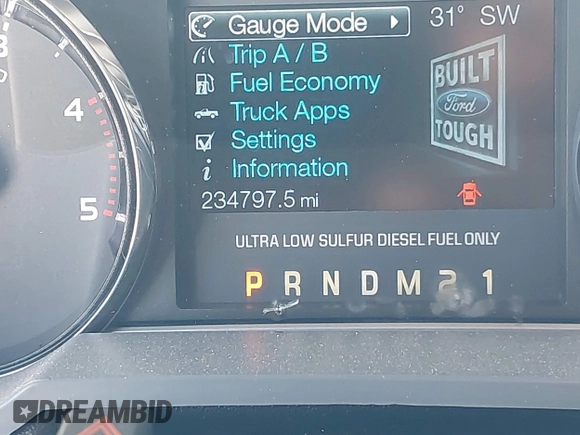 Gauge Mode
31° SW
Trip A / B
Fuel Economy
Truck Apps
Settings
Information
234797.5 mi
BUILT
Ford
TOUGH
4
5
ULTRA LOW SULFUR DIESEL FUEL ONLY
P R N D M 2 1
DREAMBID